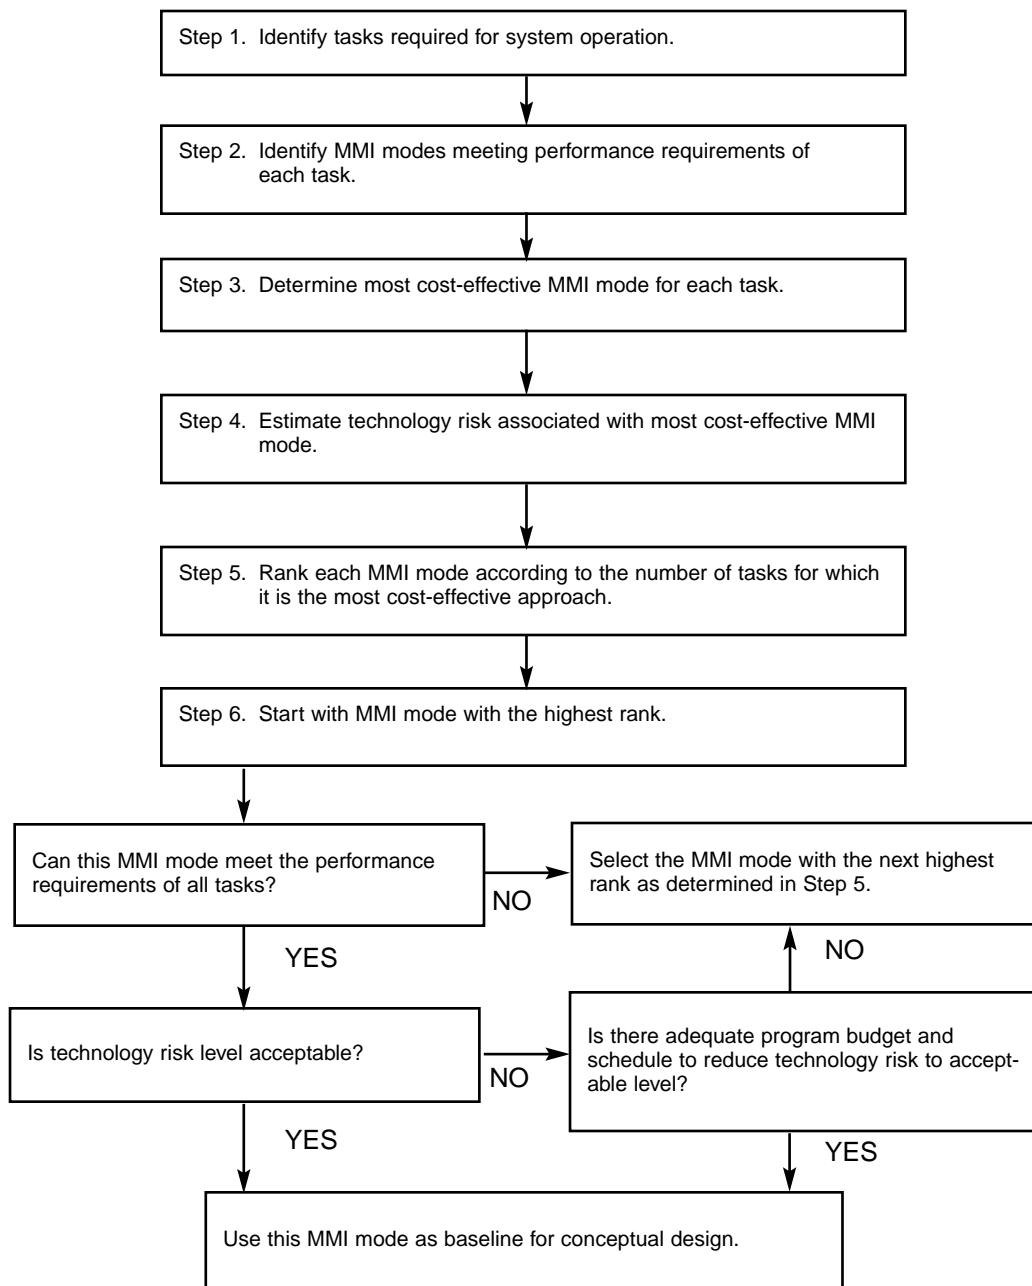 Step 1. Identify tasks required for system operation.
Step 2. Identify MMI modes meeting performance requirements of
each task.
Step 3. Determine most cost-effective MMI mode for each task.
Step 4. Estimate technology risk associated with most cost-effective MMI
mode.
Step 5. Rank each MMI mode according to the number of tasks for which
it is the most cost-effective approach.
Step 6. Start with MMI mode with the highest rank.
Can this MMI mode meet the performance
requirements of all tasks?
NO
Select the MMI mode with the next highest
rank as determined in Step 5.
YES
NO
Is technology risk level acceptable?
NO
Is there adequate program budget and
schedule to reduce technology risk to accept-
able level?
YES
YES
Use this MMI mode as baseline for conceptual design.